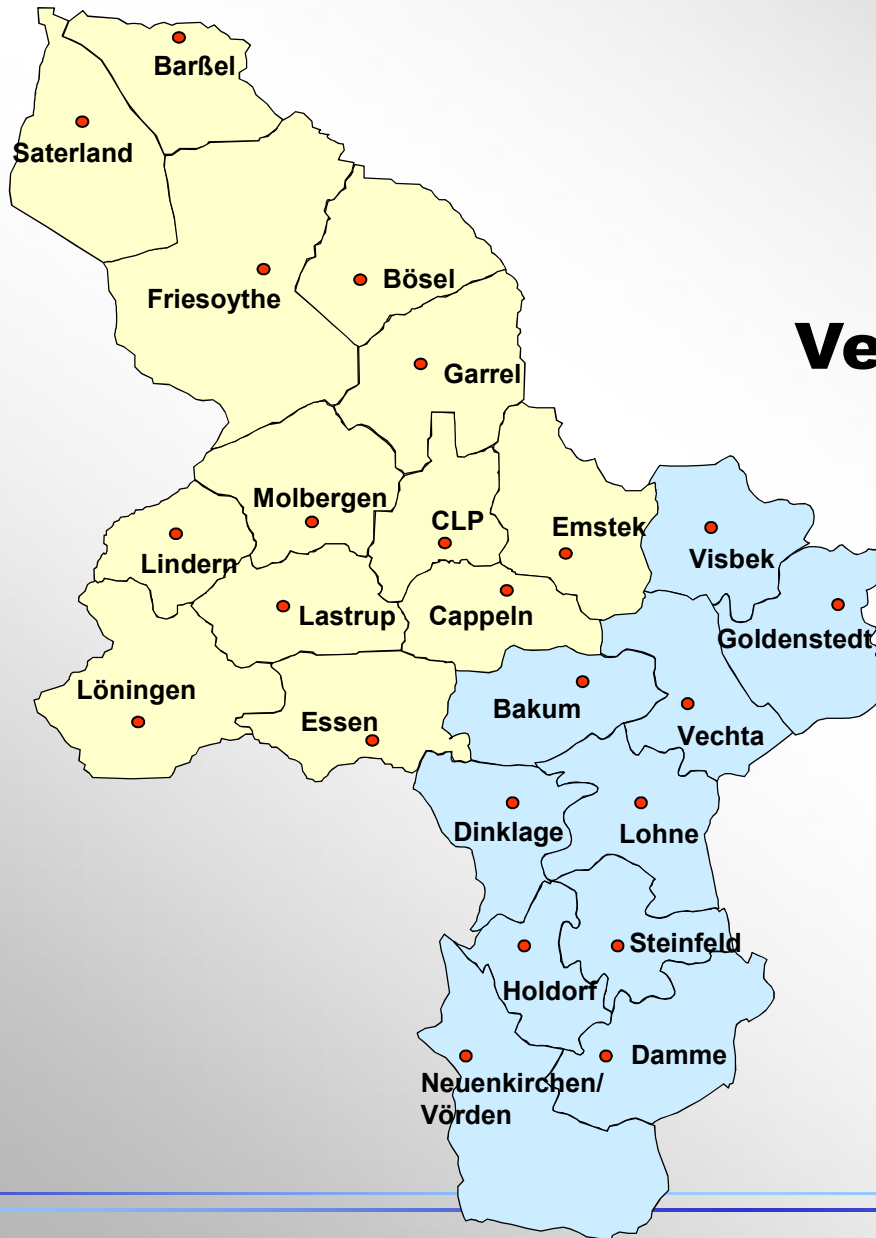 Barßel
Saterland
Bösel
Friesoythe
Ve
Garrel
Molbergen
CLP
Emstek
Visbek
Lindern
Lastrup
Cappeln
Goldenstedt
Löningen
Essen
Bakum
Vechta
Dinklage
Lohne
Steinfeld
Holdorf
Damme
Neuenkirchen/
Vörden